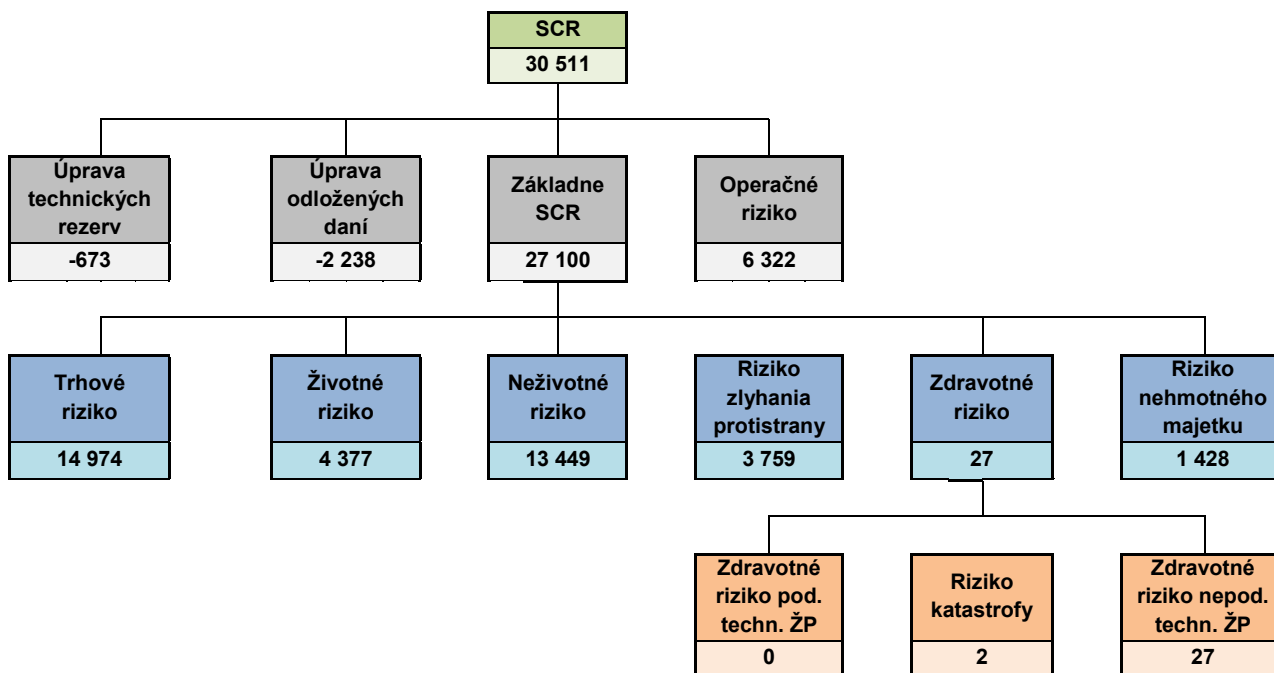 SCR
30 511
Úprava
technických
rezerv
-673
Úprava
odložených
daní
-2 238
Základne
SCR
27 100
Operačné
riziko
6 322
Trhové
riziko
14 974
Životné
riziko
4 377
Neživotné
riziko
13 449
Riziko
zlyhania
protistrany
3 759
Zdravotné
riziko
27
Riziko
nehmotného
majetku
1 428
Zdravotné
riziko pod.
techn. ŽP
0
Riziko
katastrofy
2
Zdravotné
riziko nepod.
techn. ŽP
27